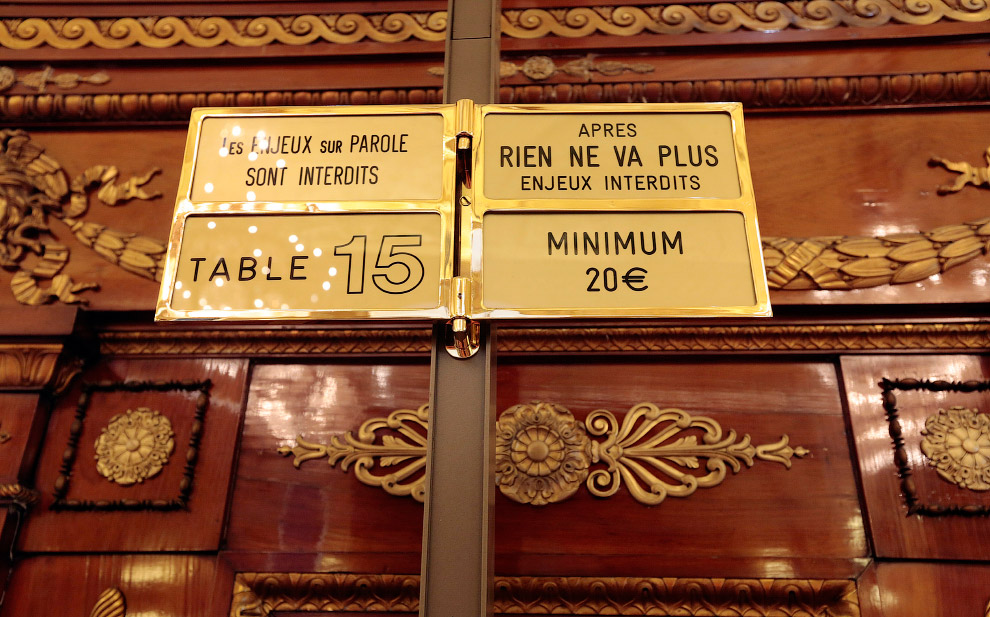 Les ENJEUX sur PAROLE
SONT INTERDITS
TABLE 15
APRES
RIEN NE VA PLUS
ENJEUX INTERDITS
MINIMUM
20€